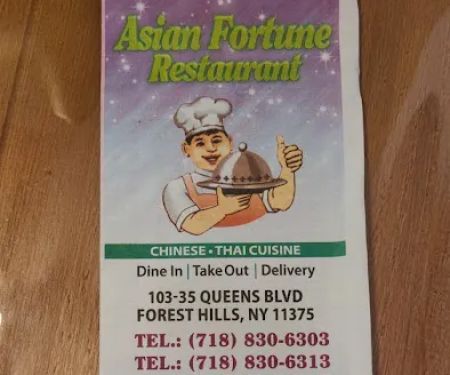 Asian Fortune
Restaurant
CHINESE • THAI CUISINE
Dine In | Take Out | Delivery
103-35 QUEENS BLVD
FOREST HILLS, NY 11375
TEL.: (718) 830-6303
TEL.: (718) 830-6313